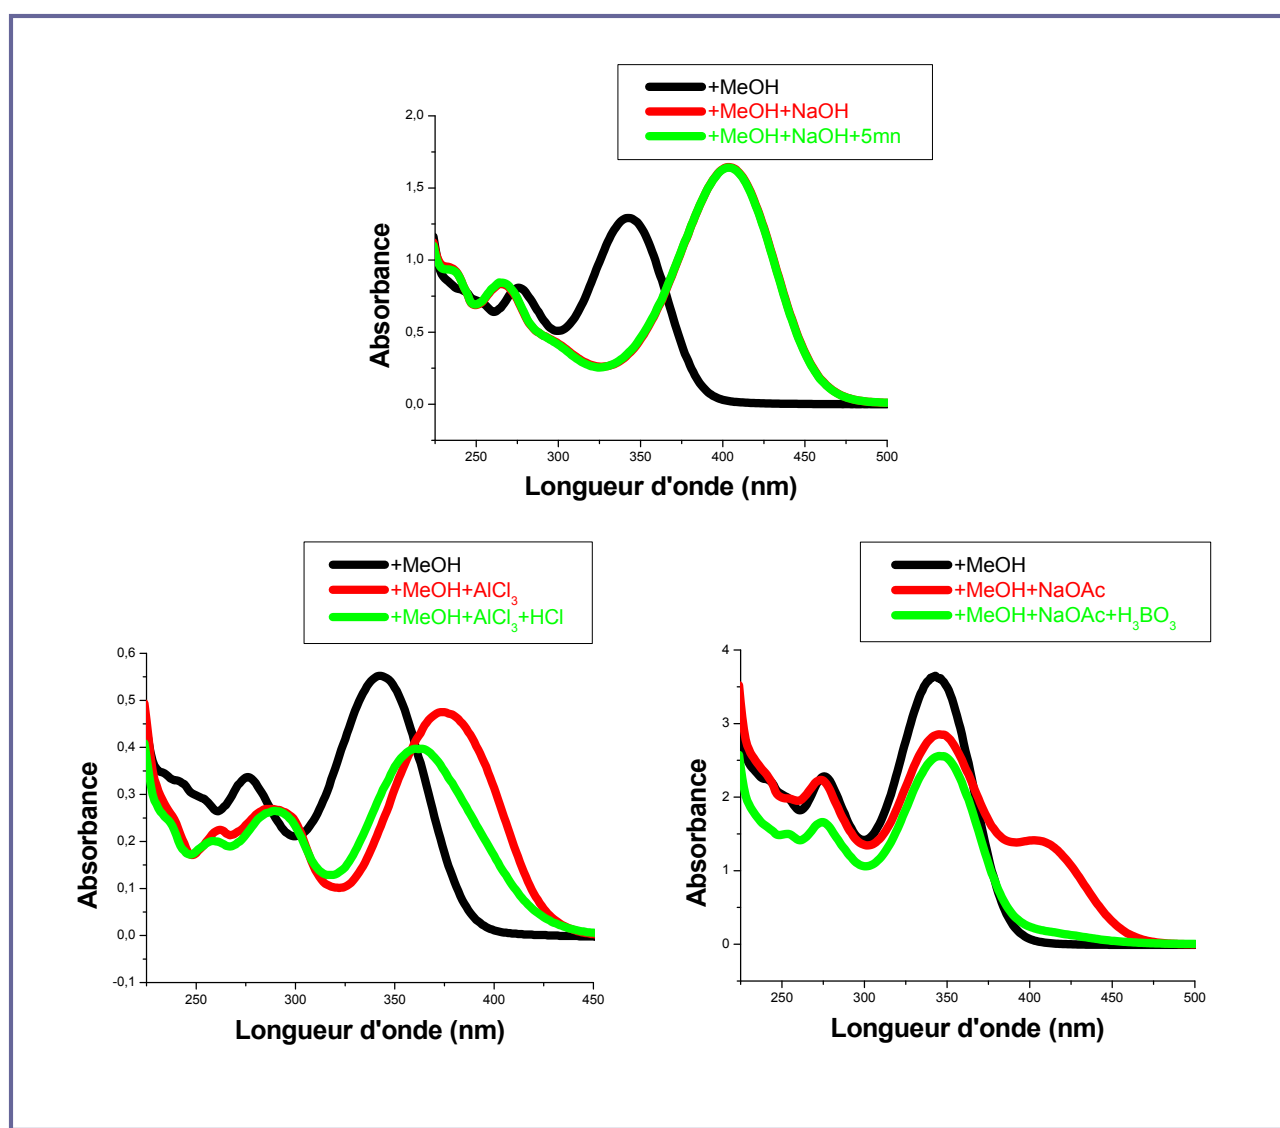 +MeOH
+MeOH+NaOH
+MeOH+NaOH+5mn
2,0
1,5
1,0
0,5
0,0
Absorbance
250 300 350 400 450 500
Longueur d'onde (nm)
+MeOH
+MeOH+AlCl3
+MeOH+AlCl3+HCl
0,6
0,5
0,4
0,3
0,2
0,1
0,0
-0,1
Absorbance
250 300 350 400 450
Longueur d'onde (nm)
+MeOH
+MeOH+NaOAc
+MeOH+NaOAc+H3BO3
4
3
2
1
0
Absorbance
250 300 350 400 450 500
Longueur d'onde (nm)